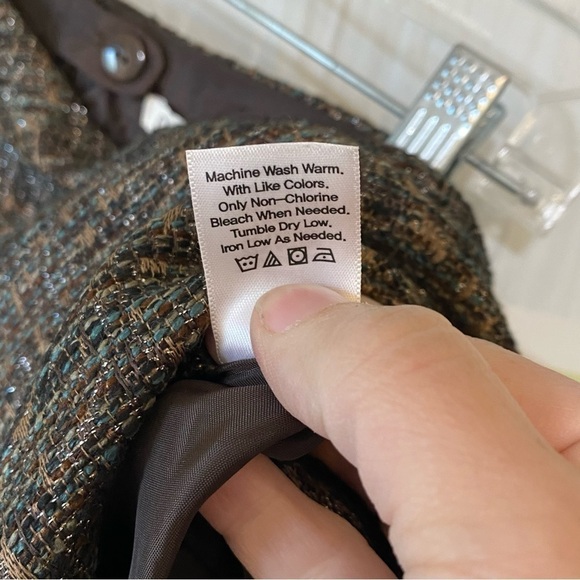 Machine Wash Warm.
With Like Colors.
Only Non-Chlorine
Bleach When Needed.
Tumble Dry Low.
Iron Low As Needed.